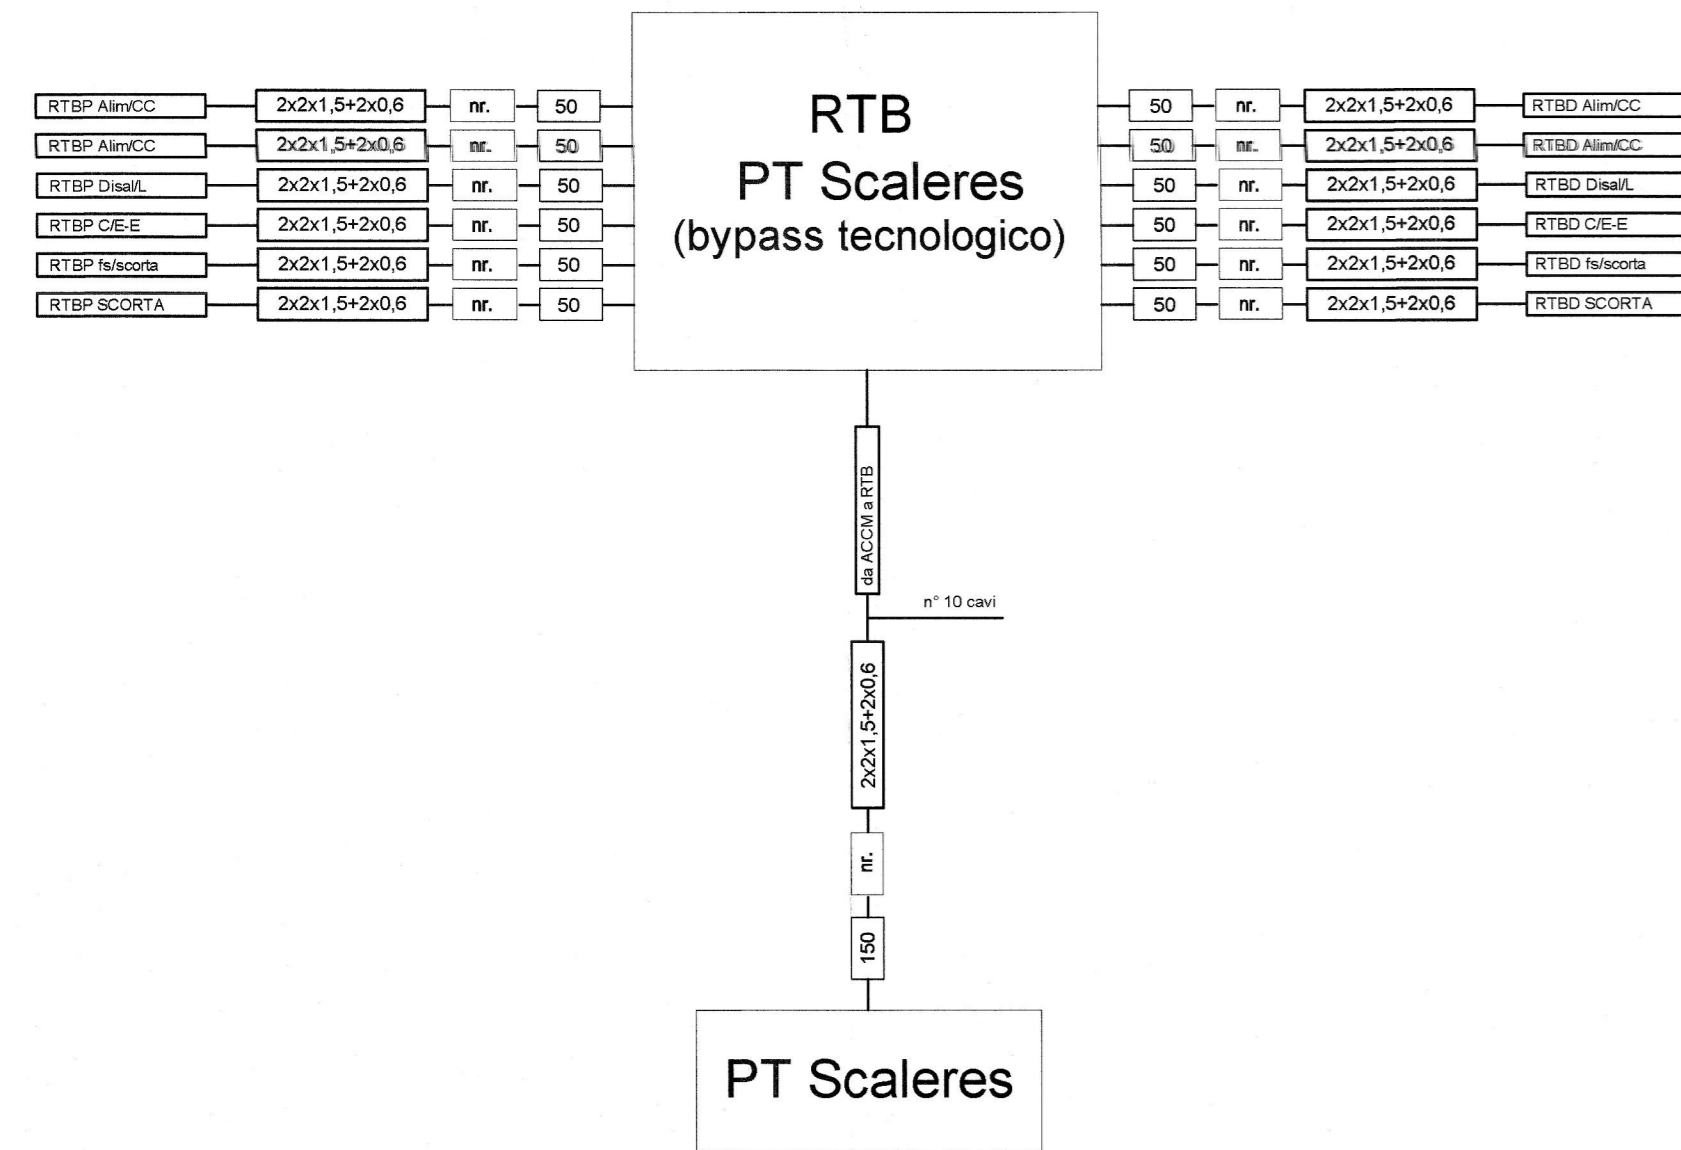 RTB
PT Scaleres
(bypass tecnologico)
RTBP Alim/CC 2x2x1,5+2x0,6 nr. 50 50 nr. 2x2x1,5+2x0,6 RTBD Alim/CC
RTBP Alim/CC 2x2x1,5+2x0,6 nr. 50 50 nr. 2x2x1,5+2x0,6 RTBD Alim/CC
RTBP Disal/L 2x2x1,5+2x0,6 nr. 50 50 nr. 2x2x1,5+2x0,6 RTBD Disal/L
RTBP C/E-E 2x2x1,5+2x0,6 nr. 50 50 nr. 2x2x1,5+2x0,6 RTBD C/E-E
RTBP fs/scorta 2x2x1,5+2x0,6 nr. 50 50 nr. 2x2x1,5+2x0,6 RTBD fs/scorta
RTBP SCORTA 2x2x1,5+2x0,6 nr. 50 50 nr. 2x2x1,5+2x0,6 RTBD SCORTA
da ACCM a RTB
n° 10 cavi
2x2x1,5+2x0,6
nr.
150
PT Scaleres